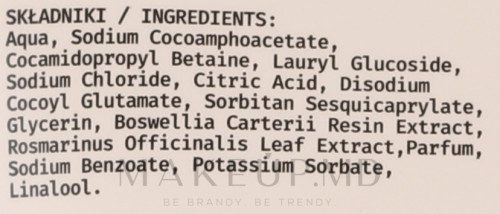 SKŁADNIKI / INGREDIENTS:
Aqua, Sodium Cocoamphoacetate,
Cocamidopropyl Betaine, Lauryl Glucoside,
Sodium Chloride, Citric Acid, Disodium
Cocoyl Glutamate, Sorbitan Sesquicaprylate,
Glycerin, Boswellia Carterii Resin Extract,
Rosmarinus Officinalis Leaf Extract,Parfum,
Sodium Benzoate, Potassium Sorbate,
Linalool.
MAKEUP.MD
BE BRANDY. BE TRENDY.